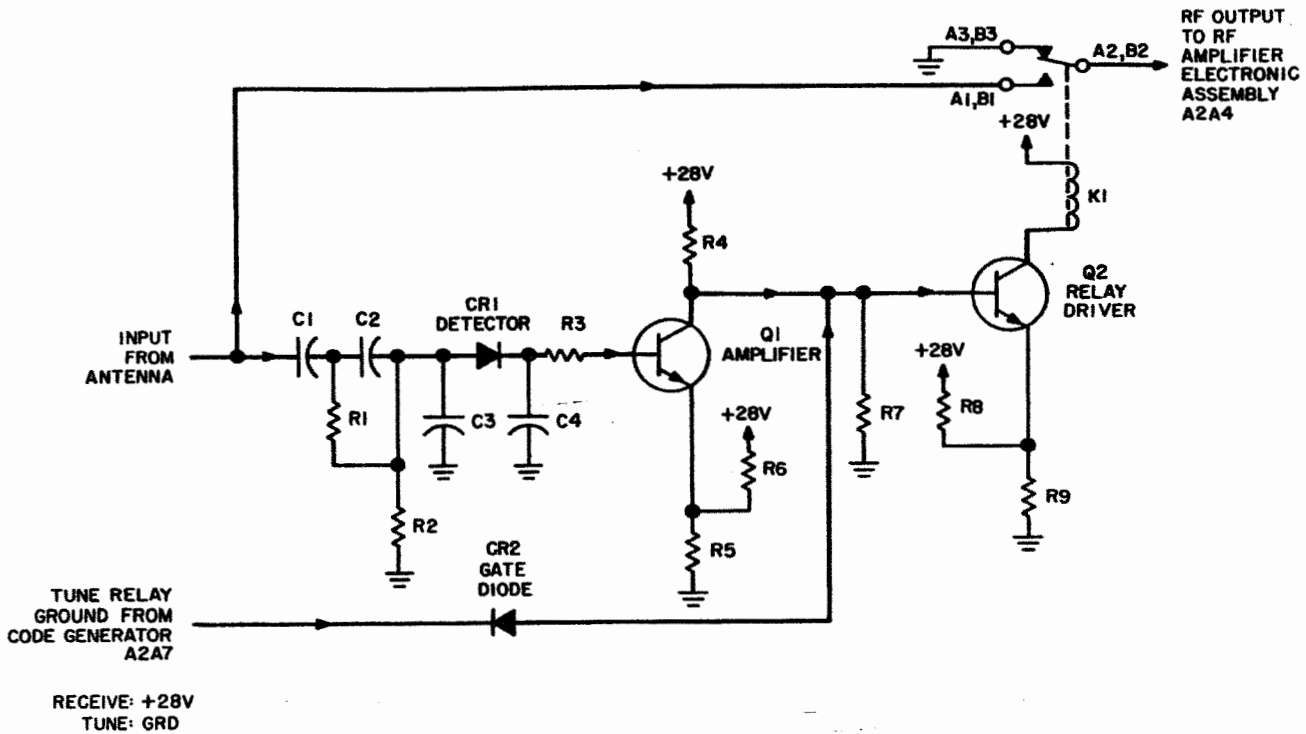 RF OUTPUT
TO RF
AMPLIFIER
ELECTRONIC
ASSEMBLY
A2A4
A3,B3
A2,B2
A1,B1
+28V
K1
+28V
R4
Q2
RELAY
DRIVER
C1
C2
CR1
DETECTOR
R3
Q1
AMPLIFIER
INPUT
FROM
ANTENNA
R1
C3
C4
+28V
R6
R7
+28V
R8
R2
R5
R9
CR2
GATE
DIODE
TUNE RELAY
GROUND FROM
CODE GENERATOR
A2A7
RECEIVE: +28V
TUNE: GRD